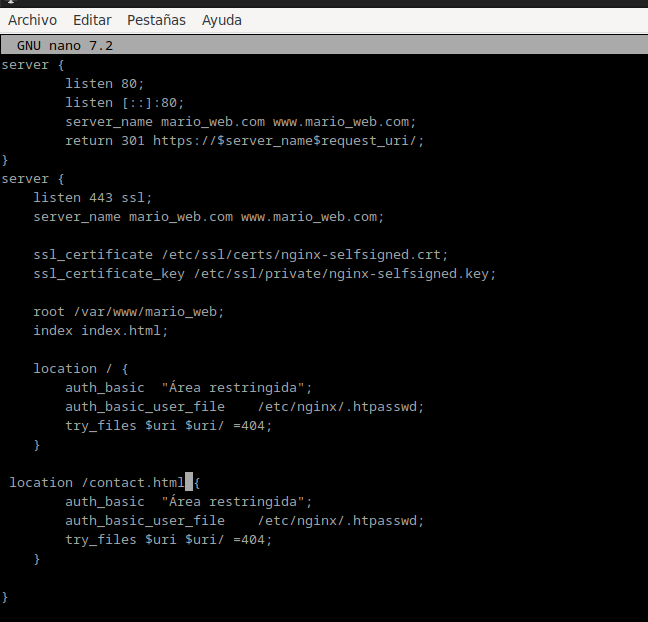 Archivo Editar Pestañas Ayuda
GNU nano 7.2
server {
        listen 80;
        listen [::]:80;
        server_name mario_web.com www.mario_web.com;
        return 301 https://$server_name$request_uri/;
}
server {
    listen 443 ssl;
    server_name mario_web.com www.mario_web.com;

    ssl_certificate /etc/ssl/certs/nginx-selfsigned.crt;
    ssl_certificate_key /etc/ssl/private/nginx-selfsigned.key;

    root /var/www/mario_web;
    index index.html;

    location / {
        auth_basic  "Área restringida";
        auth_basic_user_file    /etc/nginx/.htpasswd;
        try_files $uri $uri/ =404;
    }

 location /contact.html {
        auth_basic  "Área restringida";
        auth_basic_user_file    /etc/nginx/.htpasswd;
        try_files $uri $uri/ =404;
    }

}